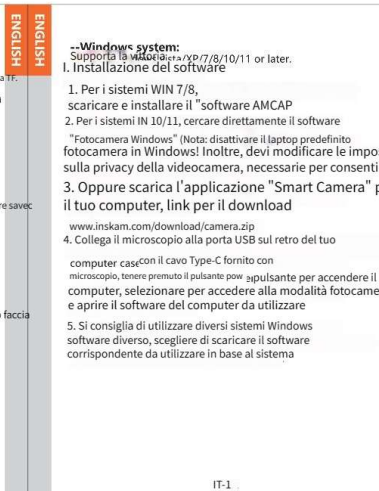 ENGLISH
ENGLISH
a TF.
re savec
faccia
--Windows system:
Supporta la vittoria
/XP/7/8/10/11 or later.
I. Installazione del software
1. Per i sistemi WIN 7/8,
scaricare e installare il "software AMCAP
2. Per i sistemi IN 10/11, cercare direttamente il software
"Fotocamera Windows" (Nota: disattivare il laptop predefinito
fotocamera in Windows! Inoltre, devi modificare le impo
sulla privacy della videocamera, necessarie per consenti
3. Oppure scarica l'applicazione "Smart Camera" p
il tuo computer, link per il download
www.inskam.com/download/camera.zip
4. Collega il microscopio alla porta USB sul retro del tuo
computer case con il cavo Type-C fornito con
microscopio, tenere premuto il pulsante pow pulsante per accendere il
computer, selezionare per accedere alla modalità fotocame
e aprire il software del computer da utilizzare
5. Si consiglia di utilizzare diversi sistemi Windows
software diverso, scegliere di scaricare il software
corrispondente da utilizzare in base al sistema
IT-1